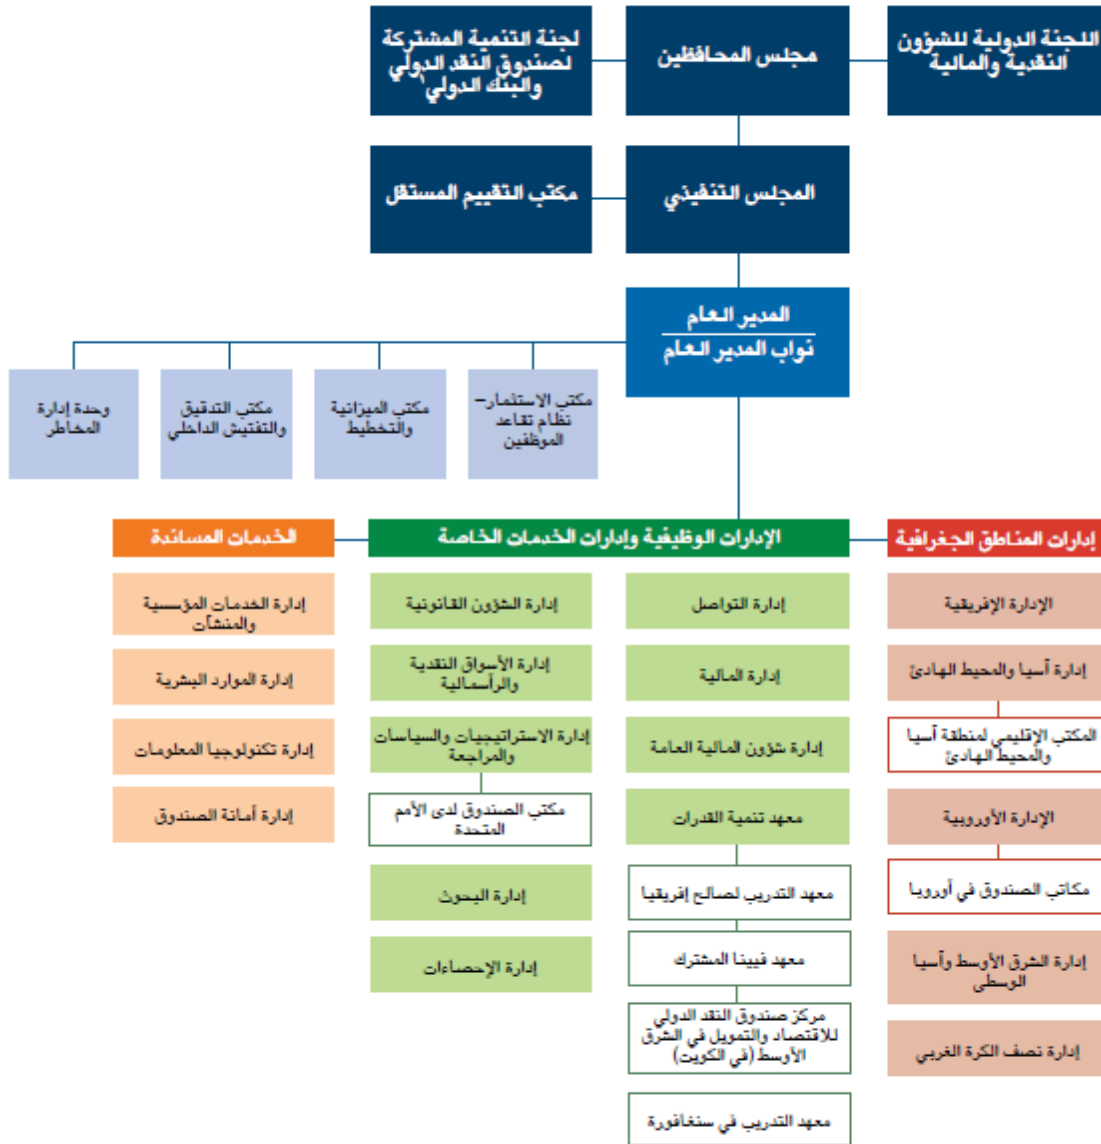 اللجنة الدولية للشؤون
النقدية والمالية
مجلس المحافظين
لجنة التنمية المشتركة
لصندوق النقد الدولي
والبنك الدولي١
المجلس التنفيذي
مكتب التقييم المستقل
المدير العام
نواب المدير العام
مكتب الاستثمار–
نظام تقاعد
الموظفين
مكتب الميزانية
والتخطيط
مكتب التدقيق
والتفتيش الداخلي
وحدة إدارة
المخاطر
إدارات المناطق الجغرافية
الإدارات الوظيفية وإدارات الخدمات الخاصة
الخدمات المساندة
الإدارة الإفريقية
إدارة آسيا والمحيط الهادئ
المكتب الإقليمي لمنطقة آسيا
والمحيط الهادئ
الإدارة الأوروبية
مكاتب الصندوق في أوروبا
إدارة الشرق الأوسط وآسيا
الوسطى
إدارة نصف الكرة الغربي
إدارة التواصل
إدارة المالية
إدارة شؤون المالية العامة
معهد تنمية القدرات
معهد التدريب لصالح إفريقيا
معهد فيينا المشترك
مركز صندوق النقد الدولي
للاقتصاد والتمويل في الشرق
الأوسط (في الكويت)
معهد التدريب في سنغافورة
إدارة الشؤون القانونية
إدارة الأسواق النقدية
والرأسمالية
إدارة الاستراتيجيات والسياسات
والمراجعة
مكتب الصندوق لدى الأمم
المتحدة
إدارة البحوث
إدارة الإحصاءات
إدارة الخدمات المؤسسية
والمنشآت
إدارة الموارد البشرية
إدارة تكنولوجيا المعلومات
إدارة أمانة الصندوق